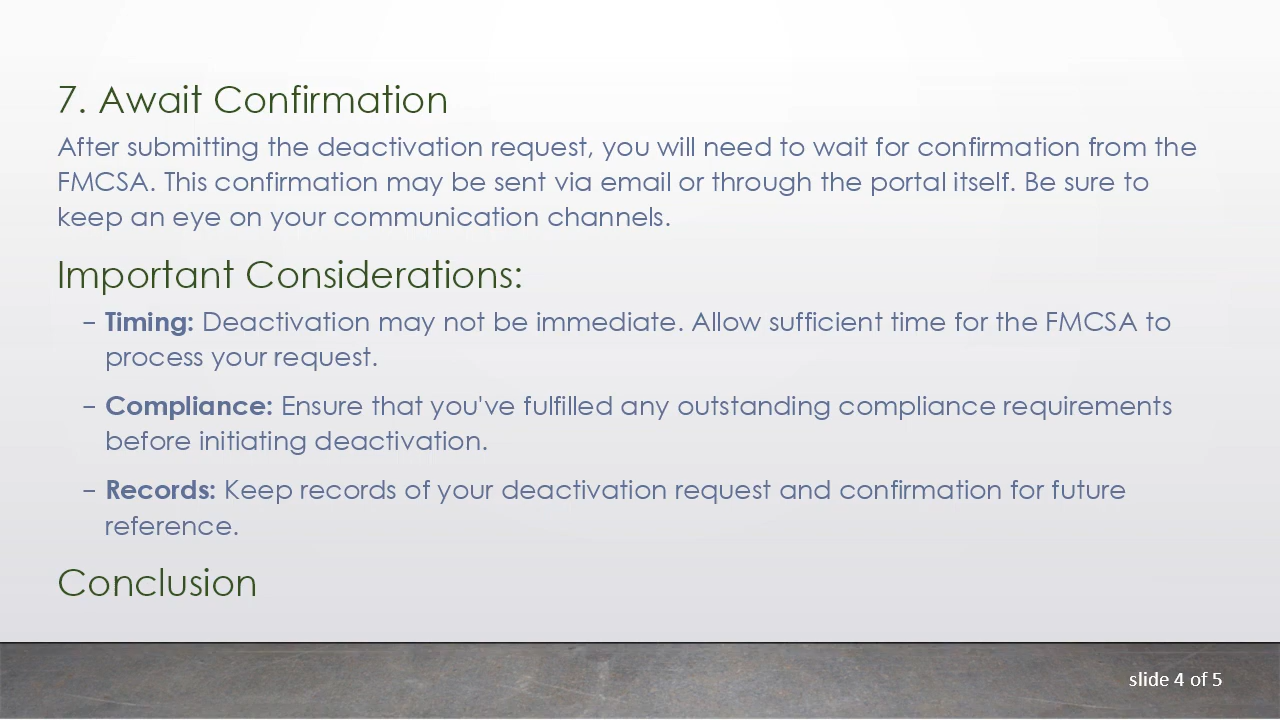 7. Await Confirmation
After submitting the deactivation request, you will need to wait for confirmation from the
FMCSA. This confirmation may be sent via email or through the portal itself. Be sure to
keep an eye on your communication channels.
Important Considerations:
– Timing: Deactivation may not be immediate. Allow sufficient time for the FMCSA to
process your request.
– Compliance: Ensure that you've fulfilled any outstanding compliance requirements
before initiating deactivation.
– Records: Keep records of your deactivation request and confirmation for future
reference.
Conclusion
slide 4 of 5